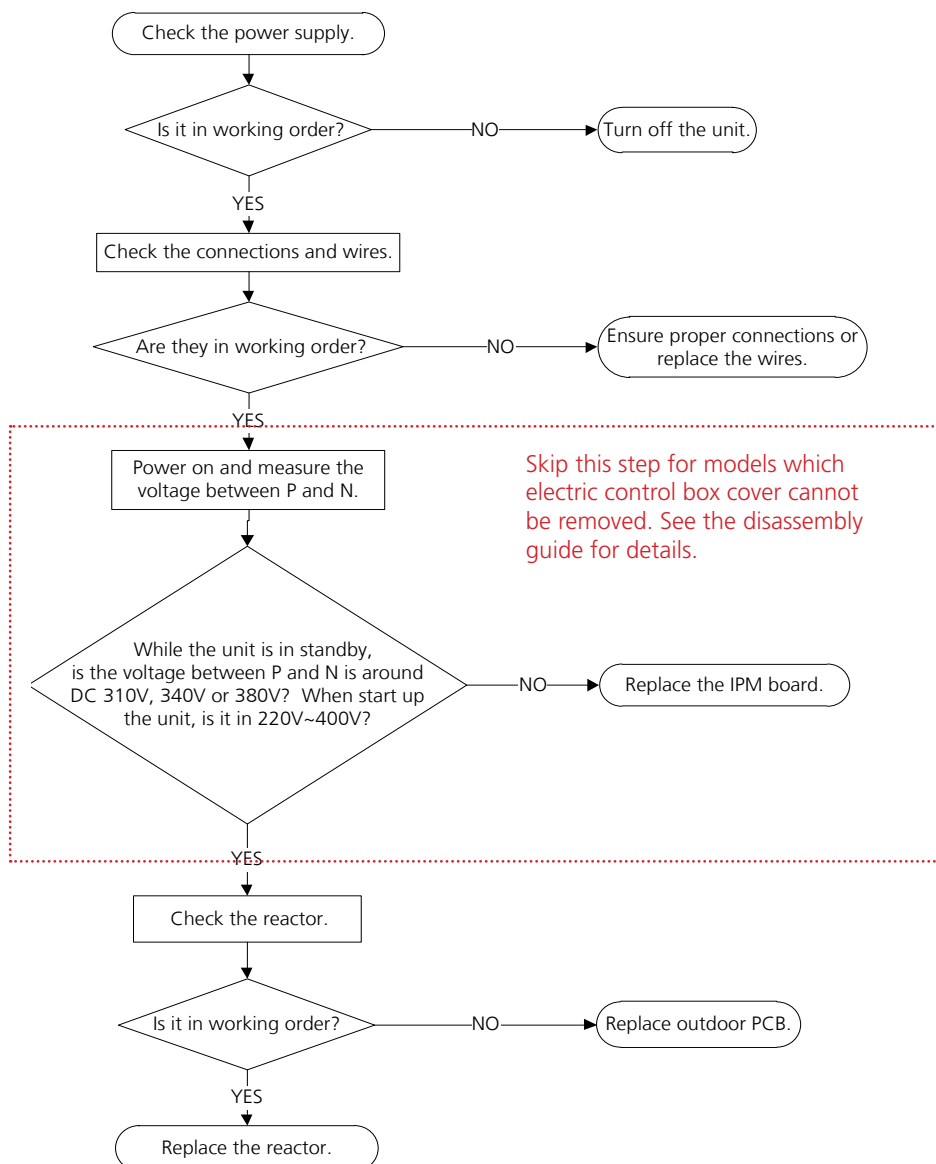 Check the power supply.
Is it in working order?
NO
Turn off the unit.
YES
Check the connections and wires.
Are they in working order?
NO
Ensure proper connections or
replace the wires.
YES
Power on and measure the
voltage between P and N.
Skip this step for models which
electric control box cover cannot
be removed. See the disassembly
guide for details.
While the unit is in standby,
is the voltage between P and N is around
DC 310V, 340V or 380V? When start up
the unit, is it in 220V~400V?
NO
Replace the IPM board.
YES
Check the reactor.
Is it in working order?
NO
Replace outdoor PCB.
YES
Replace the reactor.